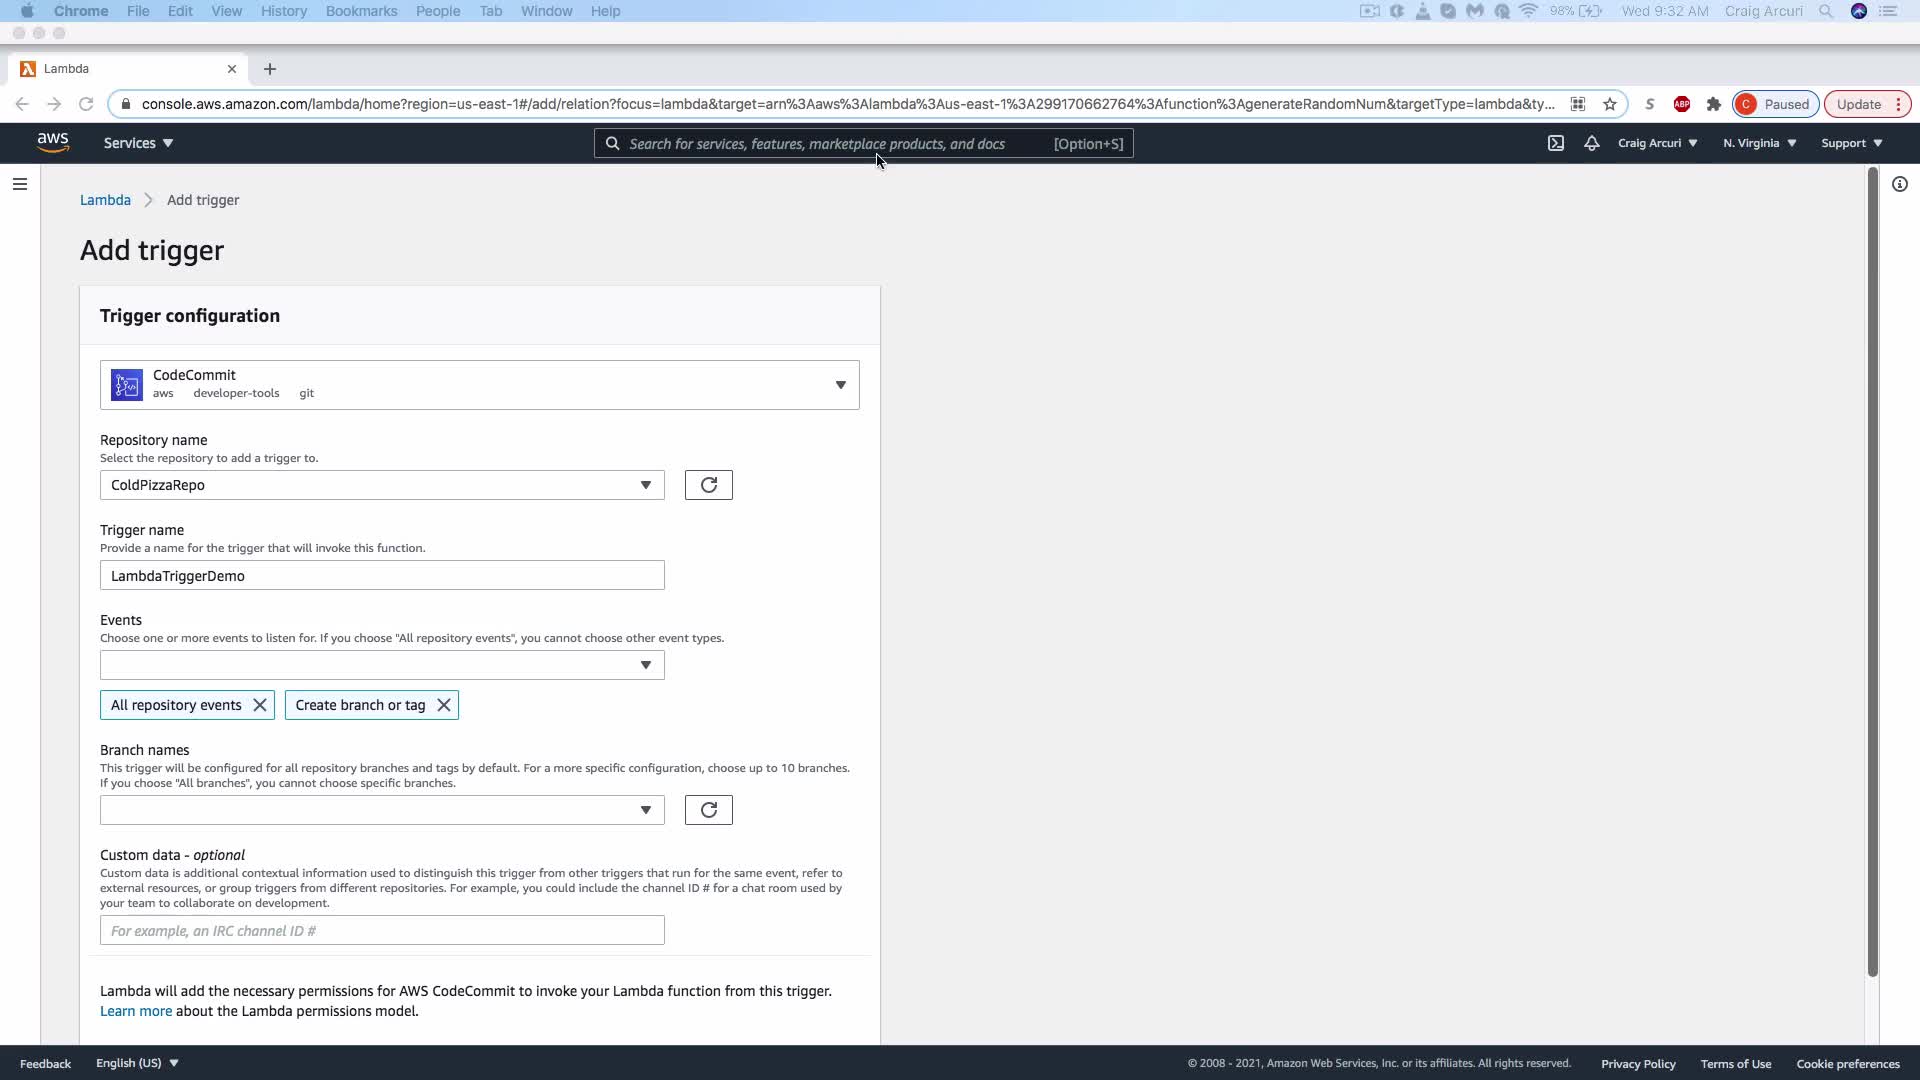 Chrome File Edit View History Bookmarks People Tab Window Help 98% Wed 9:32 AM Craig Arcuri
Lambda
console.aws.amazon.com/lambda/home?region=us-east-1#/add/relation?focus=lambda&target=arn%3Aaws%3Alambda%3Aus-east-1%3A299170662764%3Afunction%3AgenerateRandomNum&targetType=lambda&ty... S ABP C Paused Update
aws Services Search for services, features, marketplace products, and docs [Option+S] Craig Arcuri N. Virginia Support
Lambda Add trigger
Add trigger
Trigger configuration
CodeCommit
aws developer-tools git
Repository name
Select the repository to add a trigger to.
ColdPizzaRepo
Trigger name
Provide a name for the trigger that will invoke this function.
LambdaTriggerDemo
Events
Choose one or more events to listen for. If you choose "All repository events", you cannot choose other event types.
All repository events Create branch or tag
Branch names
This trigger will be configured for all repository branches and tags by default. For a more specific configuration, choose up to 10 branches.
If you choose "All branches", you cannot choose specific branches.
Custom data - optional
Custom data is additional contextual information used to distinguish this trigger from other triggers that run for the same event, refer to
external resources, or group triggers from different repositories. For example, you could include the channel ID # for a chat room used by
your team to collaborate on development.
For example, an IRC channel ID #
Lambda will add the necessary permissions for AWS CodeCommit to invoke your Lambda function from this trigger.
Learn more about the Lambda permissions model.
Feedback English (US) © 2008 - 2021, Amazon Web Services, Inc. or its affiliates. All rights reserved. Privacy Policy Terms of Use Cookie preferences